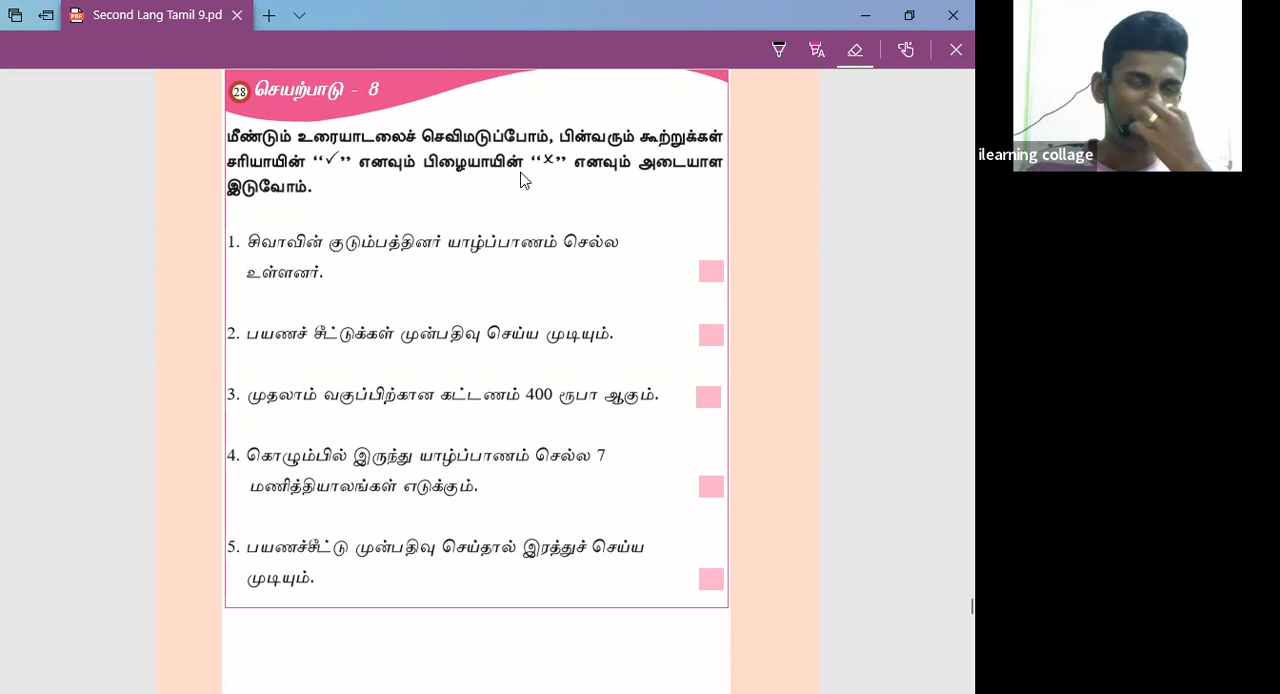 Second Lang Tamil 9.pd
28 செயற்பாடு - 8
மீண்டும் உரையாடலைச் செவிமடுப்போம், பின்வரும் கூற்றுக்கள்
சரியாயின் “✓” எனவும் பிழையாயின் “×” எனவும் அடையாள
இடுவோம்.
1. சிவாவின் குடும்பத்தினர் யாழ்ப்பாணம் செல்ல
உள்ளனர்.
2. பயணச் சீட்டுக்கள் முன்பதிவு செய்ய முடியும்.
3. முதலாம் வகுப்பிற்கான கட்டணம் 400 ரூபா ஆகும்.
4. கொழும்பில் இருந்து யாழ்ப்பாணம் செல்ல 7
மணித்தியாலங்கள் எடுக்கும்.
5. பயணச்சீட்டு முன்பதிவு செய்தால் இரத்துச் செய்ய
முடியும்.
ilearning collage